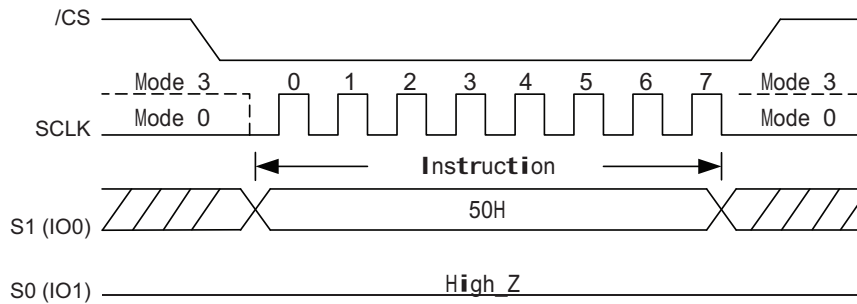 /CS
Mode 3 0 1 2 3 4 5 6 7 Mode 3
SCLK Mode 0 Mode 0
Instruction
S1 (IO0) 50H
S0 (IO1) High_Z